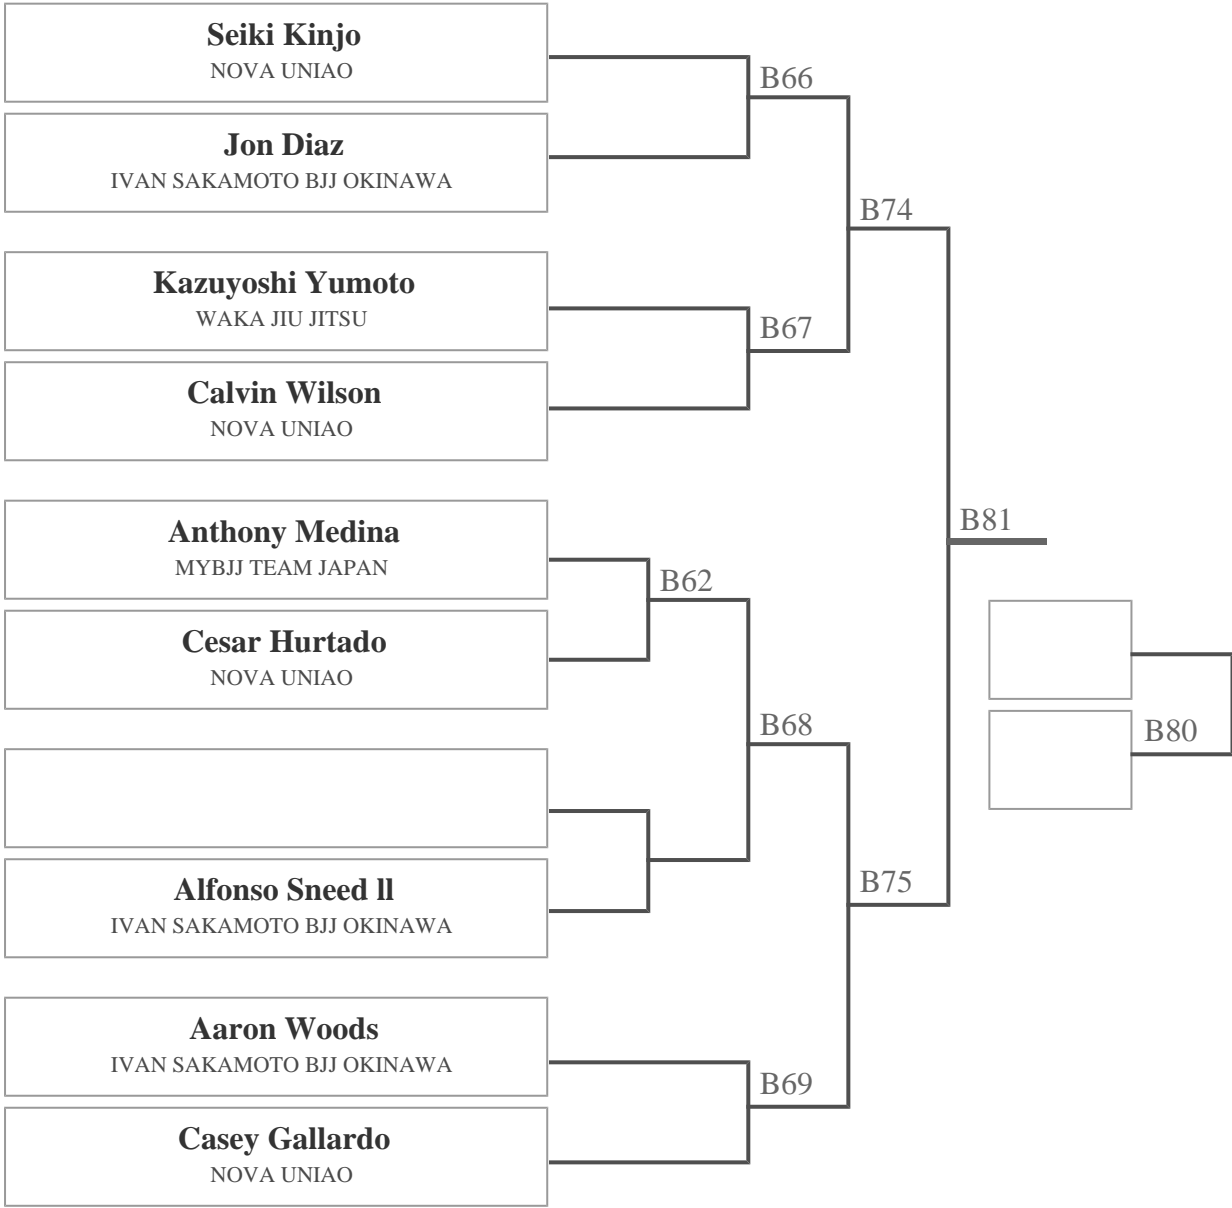 Seiki Kinjo
NOVA UNIAO
B66
Jon Diaz
IVAN SAKAMOTO BJJ OKINAWA
B74
Kazuyoshi Yumoto
WAKA JIU JITSU
B67
Calvin Wilson
NOVA UNIAO
Anthony Medina
MYBJJ TEAM JAPAN
B81
B62
Cesar Hurtado
NOVA UNIAO
B68
B80
Alfonso Sneed ll
IVAN SAKAMOTO BJJ OKINAWA
B75
Aaron Woods
IVAN SAKAMOTO BJJ OKINAWA
B69
Casey Gallardo
NOVA UNIAO